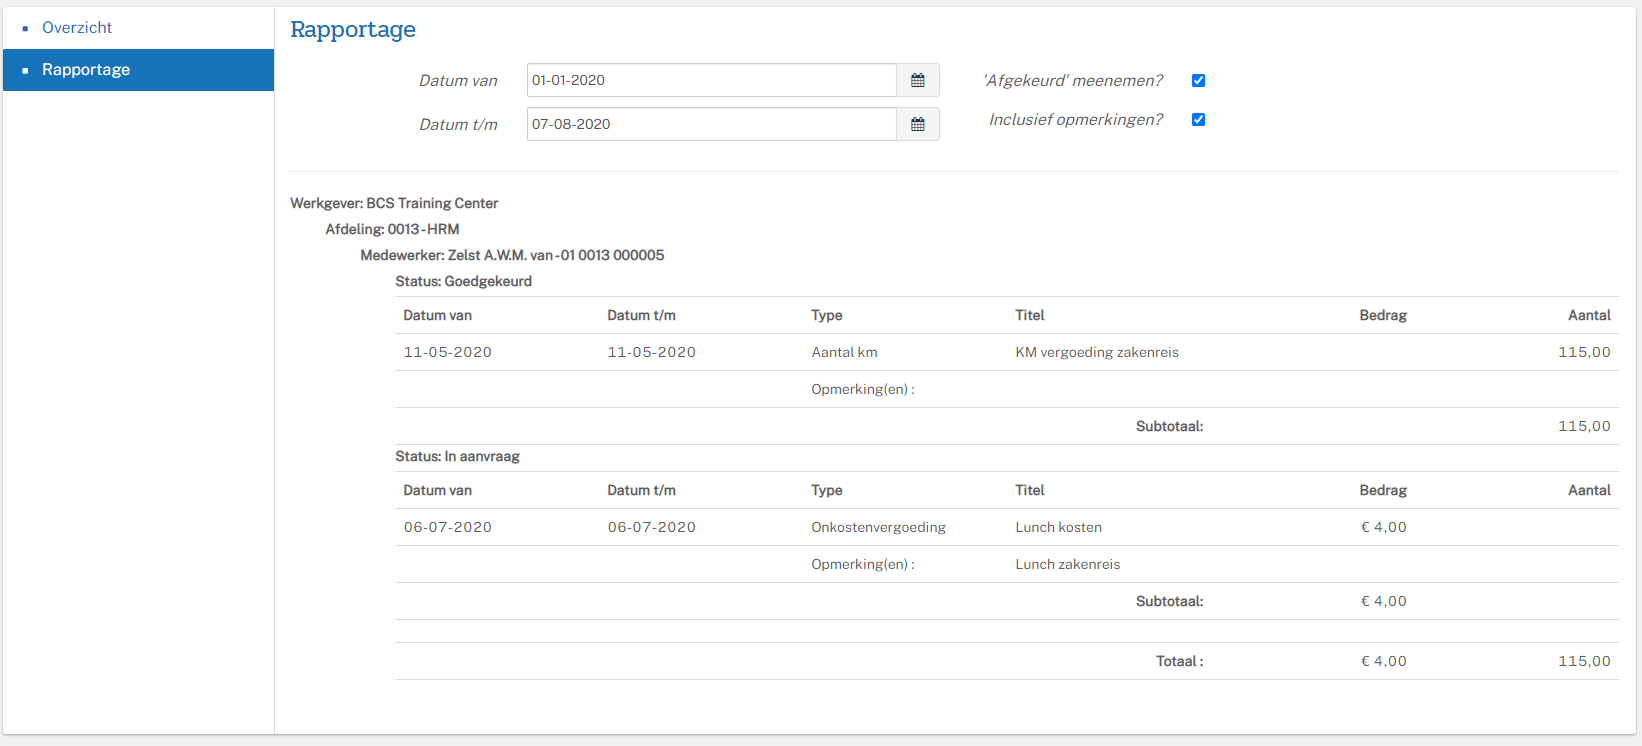 Overzicht
Rapportage
Rapportage
Datum van 01-01-2020 'Afgekeurd' meenemen?
Datum t/m 07-08-2020 Inclusief opmerkingen?
Werkgever: BCS Training Center
Afdeling: 0013 - HRM
Medewerker: Zelst A.W.M. van - 01 0013 000005
Status: Goedgekeurd
Datum van Datum t/m Type Titel Bedrag Aantal
11-05-2020 11-05-2020 Aantal km KM vergoeding zakenreis 115,00
Opmerking(en) :
Subtotaal: 115,00
Status: In aanvraag
Datum van Datum t/m Type Titel Bedrag Aantal
06-07-2020 06-07-2020 Onkostenvergoeding Lunch kosten € 4,00
Opmerking(en) : Lunch zakenreis
Subtotaal: € 4,00
Totaal : € 4,00 115,00